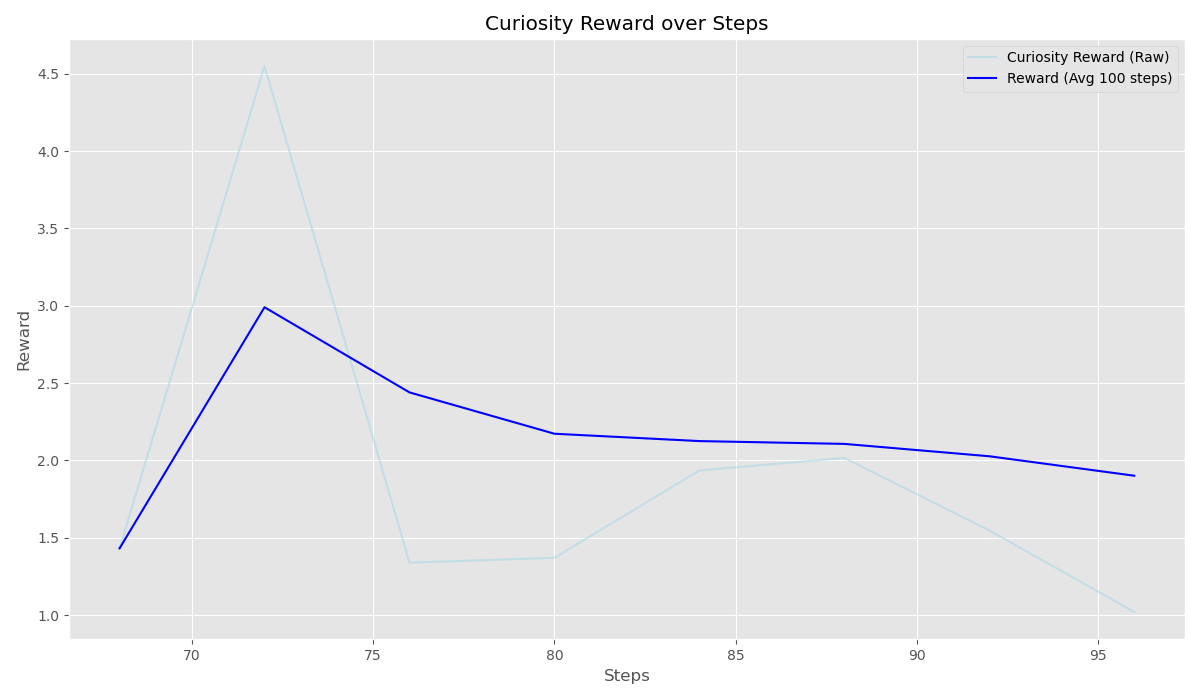 Curiosity Reward over Steps
Curiosity Reward (Raw)
Reward (Avg 100 steps)
4.5
4.0
3.5
3.0
2.5
2.0
1.5
1.0
Reward
70 75 80 85 90 95
Steps